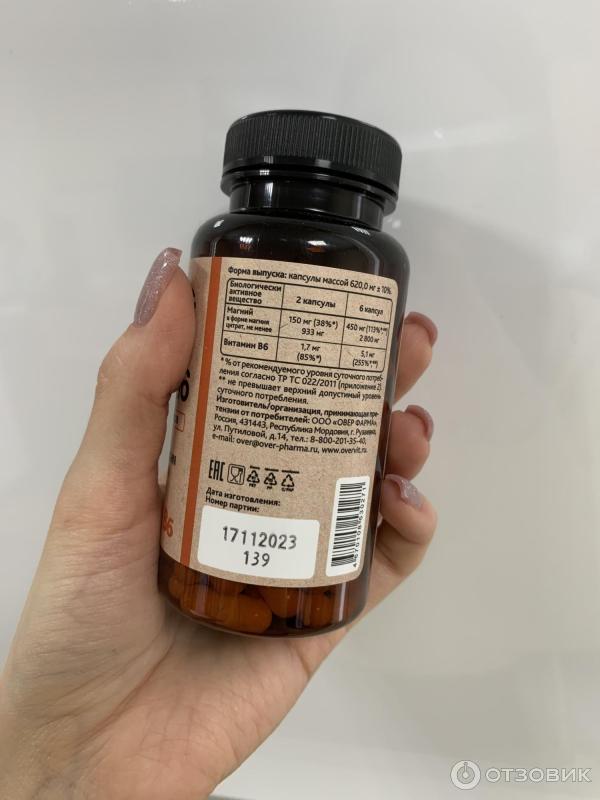 Форма выпуска: капсулы массой 620,0 мг ± 10%.
Биологически активное вещество
2 капсулы
6 капсул
Магний
в форме магния цитрат, не менее
150 мг (38%*)
933 мг
450 мг (113%*,**)
2 800 мг
Витамин В6
1,7 мг
(85%*)
5,1 мг
(255%*,**)
* % от рекомендуемого уровня суточного потреб-
ления согласно ТР ТС 022/2011 (приложение 2).
** не превышает верхний допустимый уровень
суточного потребления.
Изготовитель/организация, принимающая пре-
тензии от потребителей: ООО «ОВЕР ФАРМА»,
Россия, 431443, Республика Мордовия, г. Рузаевка,
ул. Путиловой, д.14, тел.: 8-800-201-35-40,
e-mail: over@over-pharma.ru, www.overvit.ru
EAC
Дата изготовления:
Номер партии:
17112023
139
ОТЗОВИК